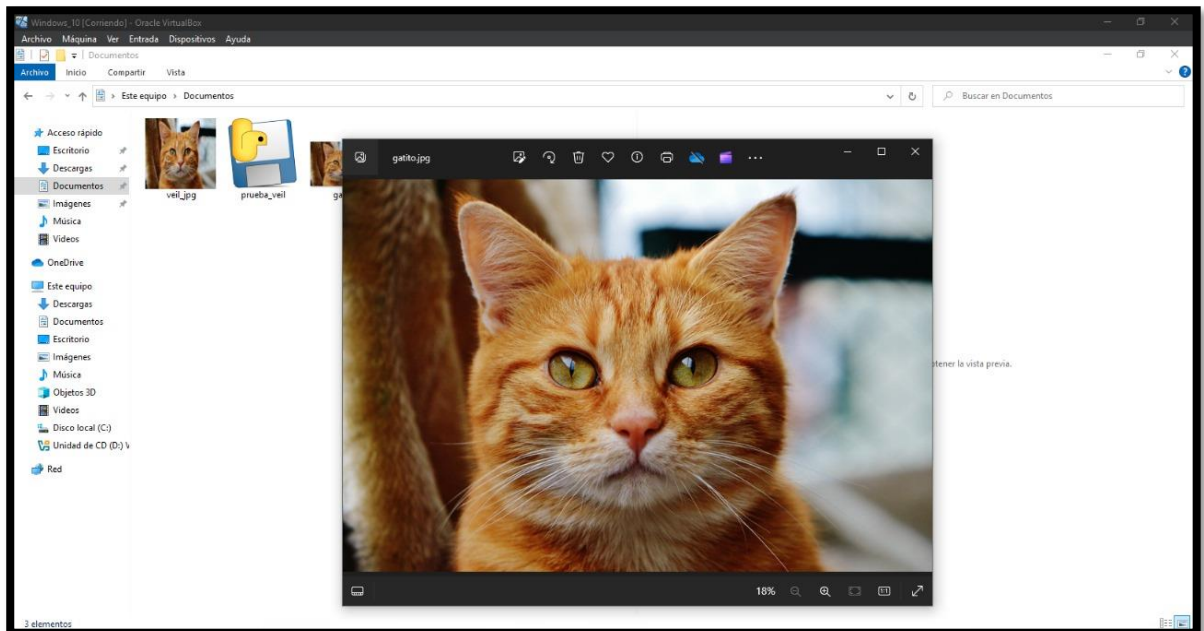 Windows_10 [Corriendo] - Oracle VirtualBox
Archivo Máquina Ver Entrada Dispositivos Ayuda
Documentos
Archivo Inicio Compartir Vista
Este equipo > Documentos
Buscar en Documentos
Acceso rápido
Escritorio
Descargas
Documentos
Imágenes
Música
Videos
OneDrive
Este equipo
Descargas
Documentos
Escritorio
Imágenes
Música
Objetos 3D
Videos
Disco local (C:)
Unidad de CD (D:) V
Red
veil_jpg
prueba_veil
ga
gatito.jpg
18%
1:1
tener la vista previa.
3 elementos